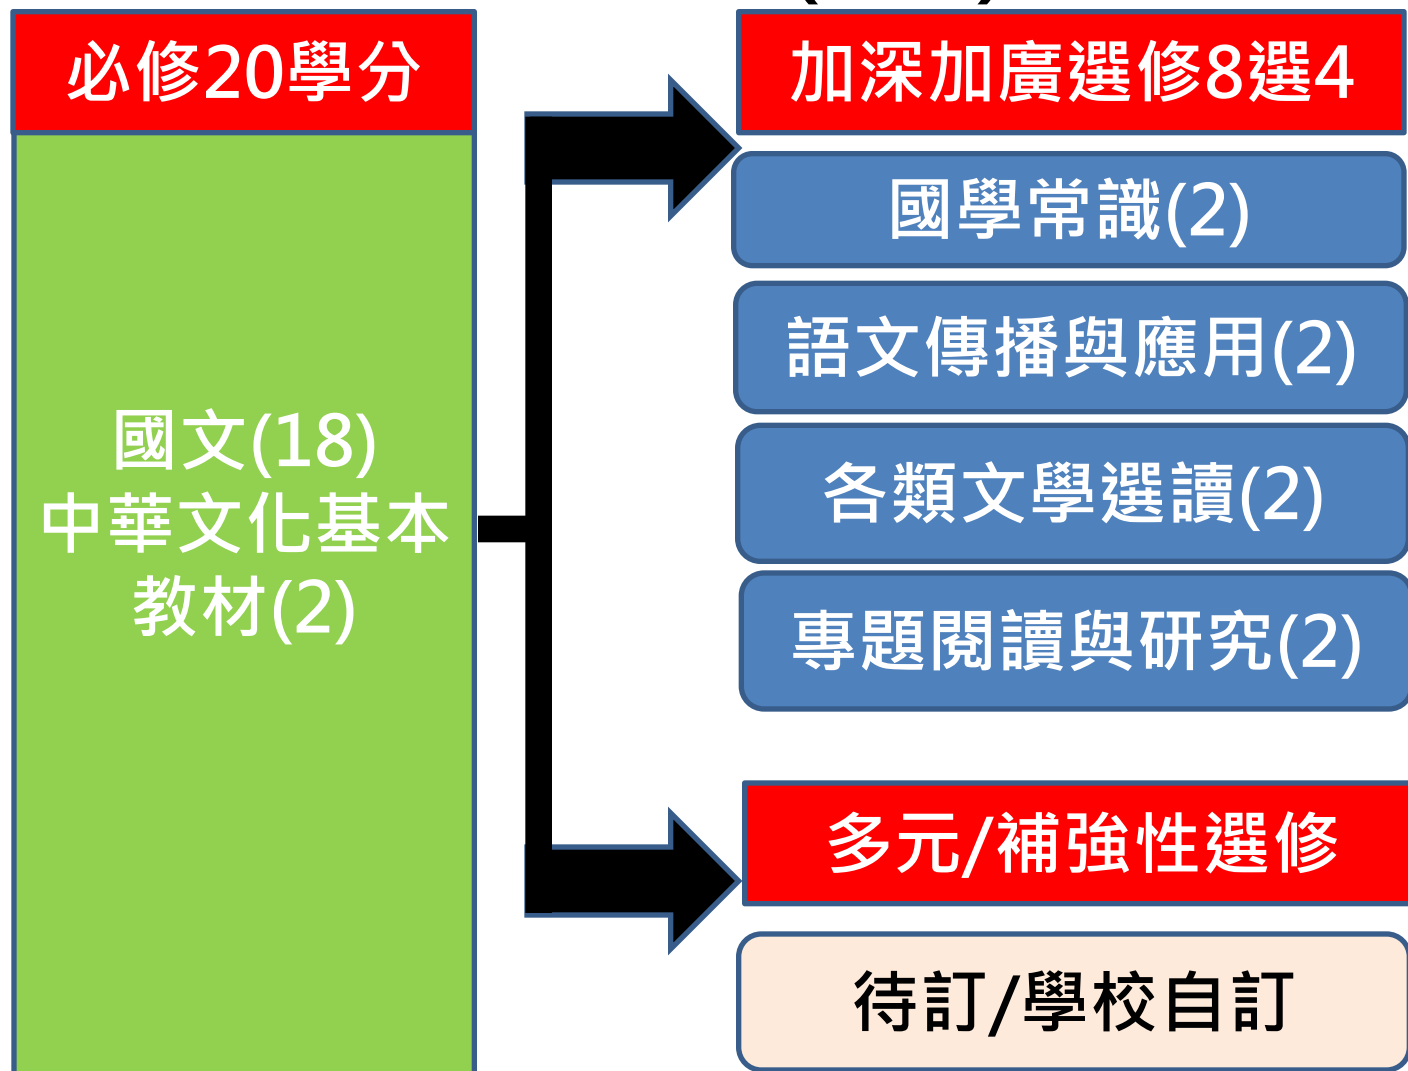 必修20學分
國文(18)
中華文化基本
教材(2)
加深加廣選修8選4
國學常識(2)
語文傳播與應用(2)
各類文學選讀(2)
專題閱讀與研究(2)
多元/補強性選修
待訂/學校自訂